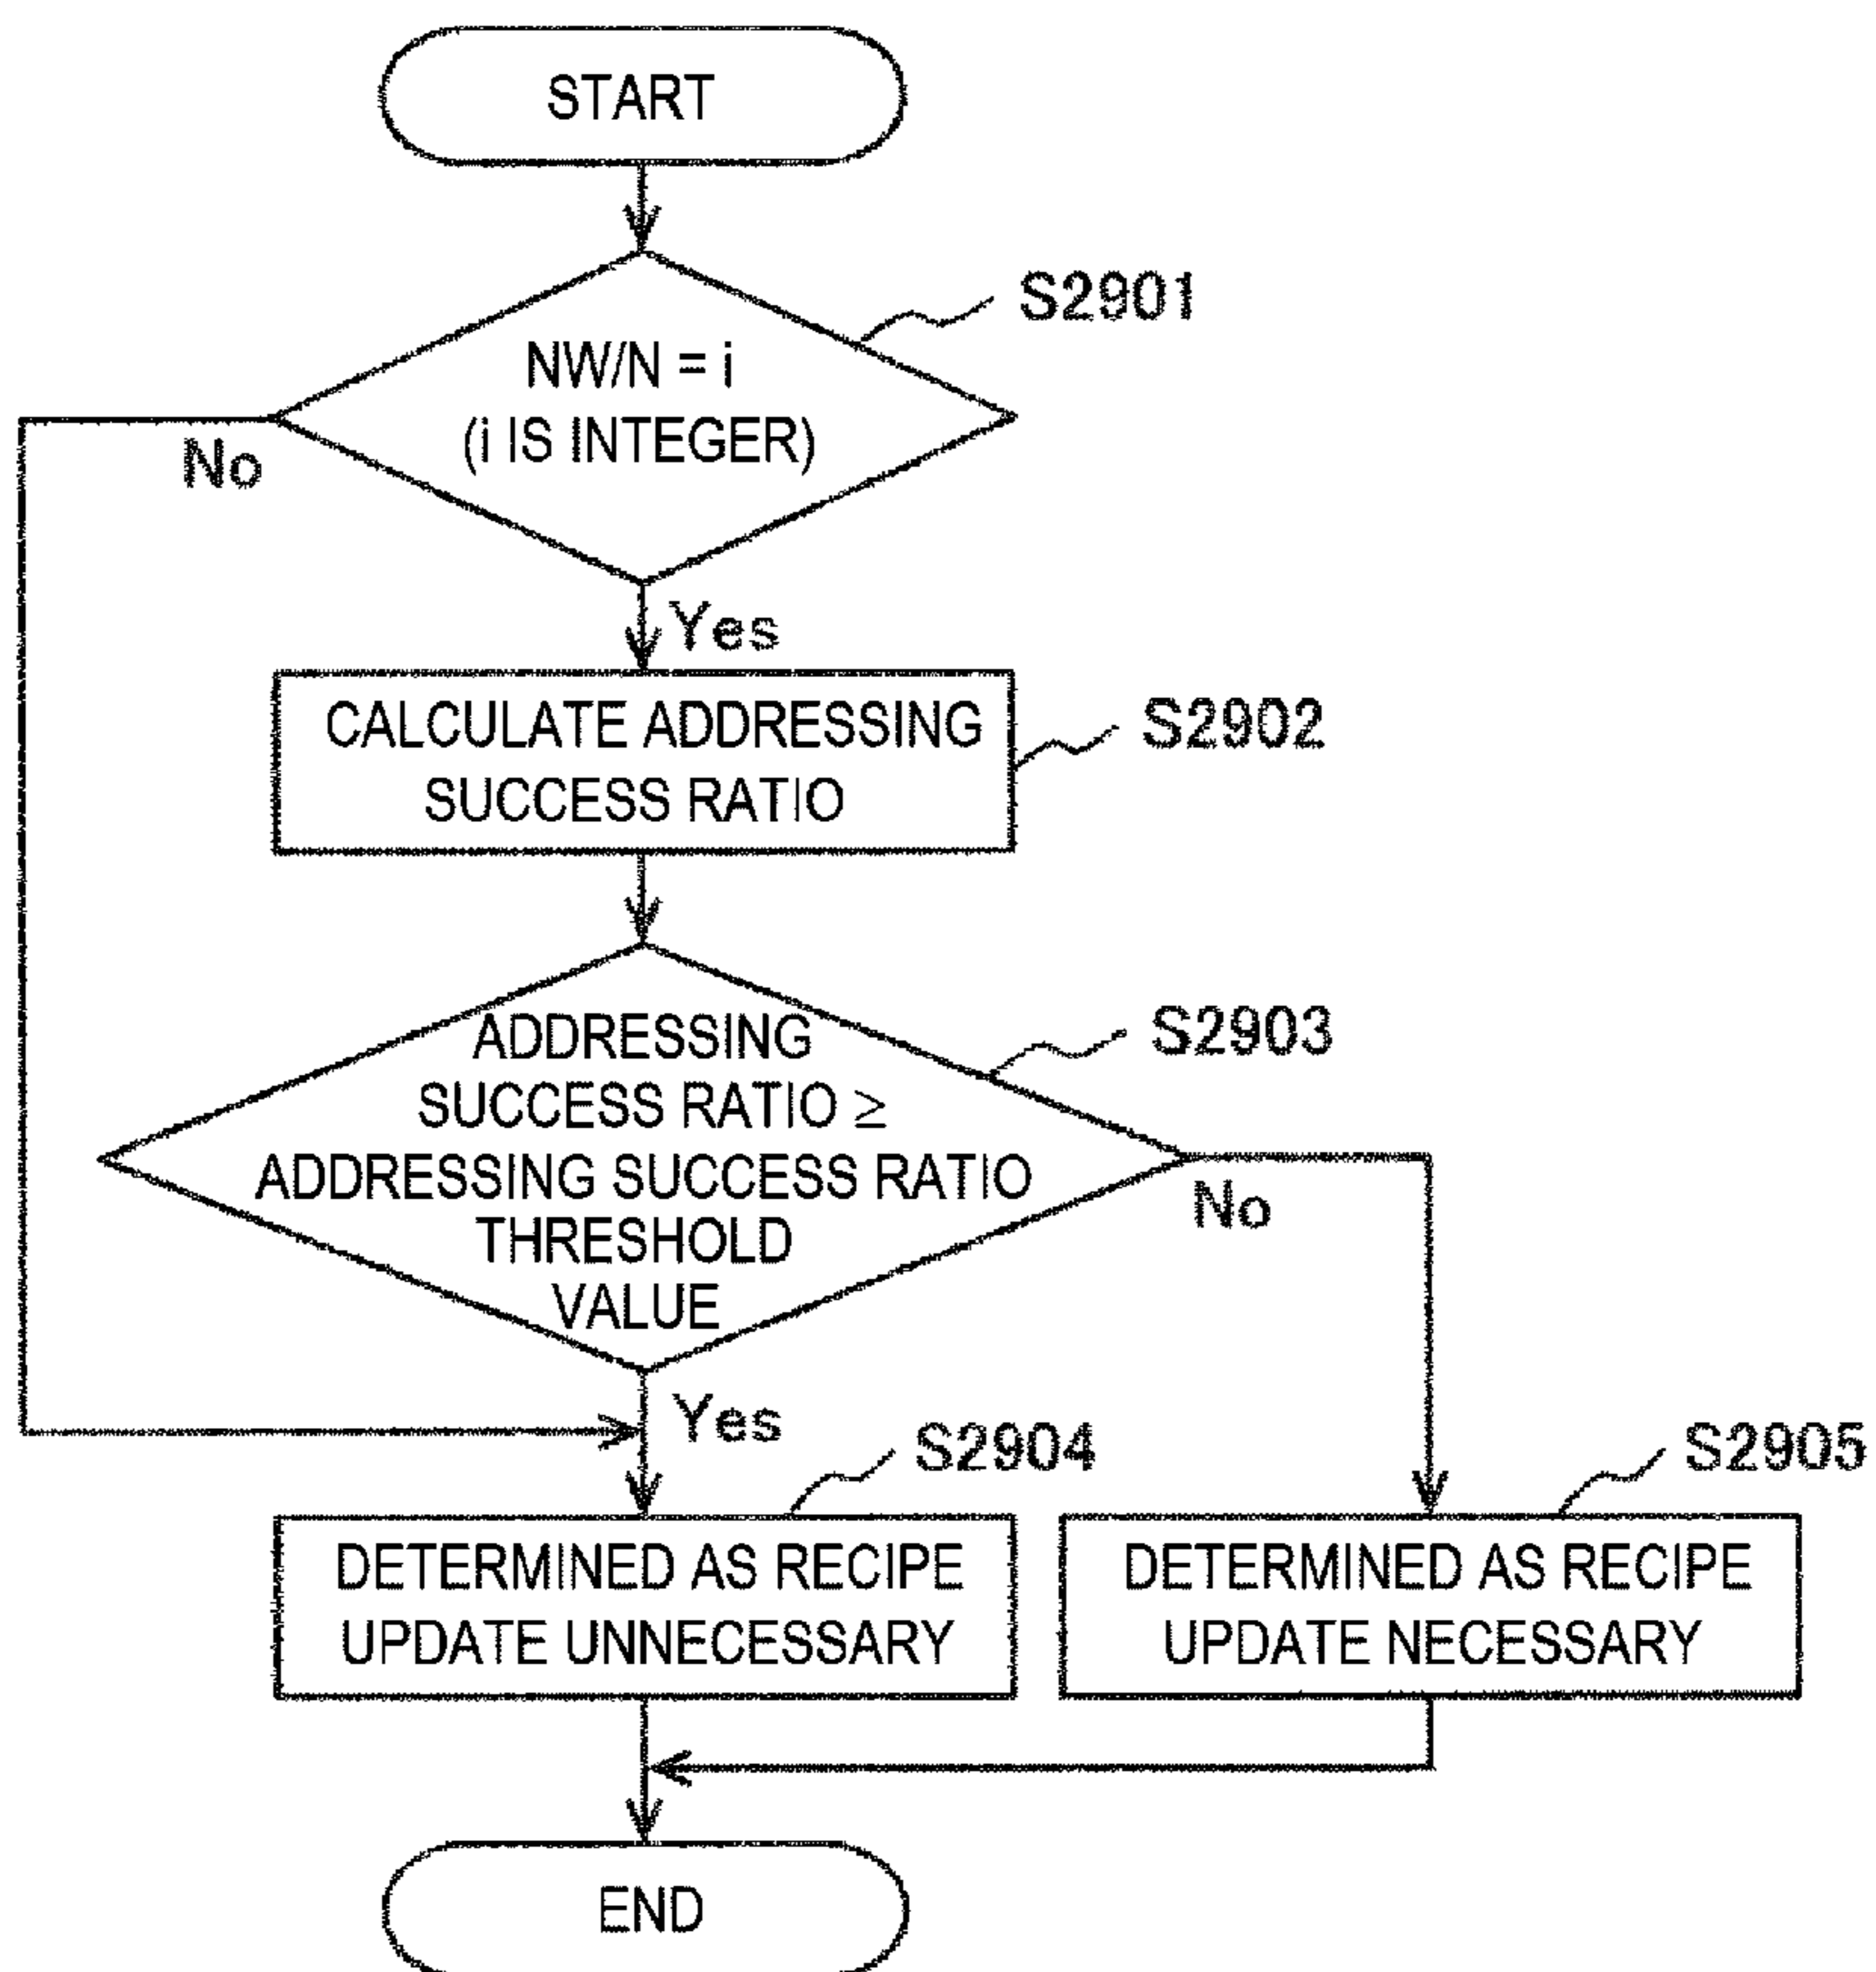 START
S2901
NW/N = i
(i IS INTEGER)
No
Yes
CALCULATE ADDRESSING
SUCCESS RATIO
S2902
ADDRESSING
SUCCESS RATIO ≥
ADDRESSING SUCCESS RATIO
THRESHOLD
VALUE
S2903
No
Yes
S2904
S2905
DETERMINED AS RECIPE
UPDATE UNNECESSARY
DETERMINED AS RECIPE
UPDATE NECESSARY
END